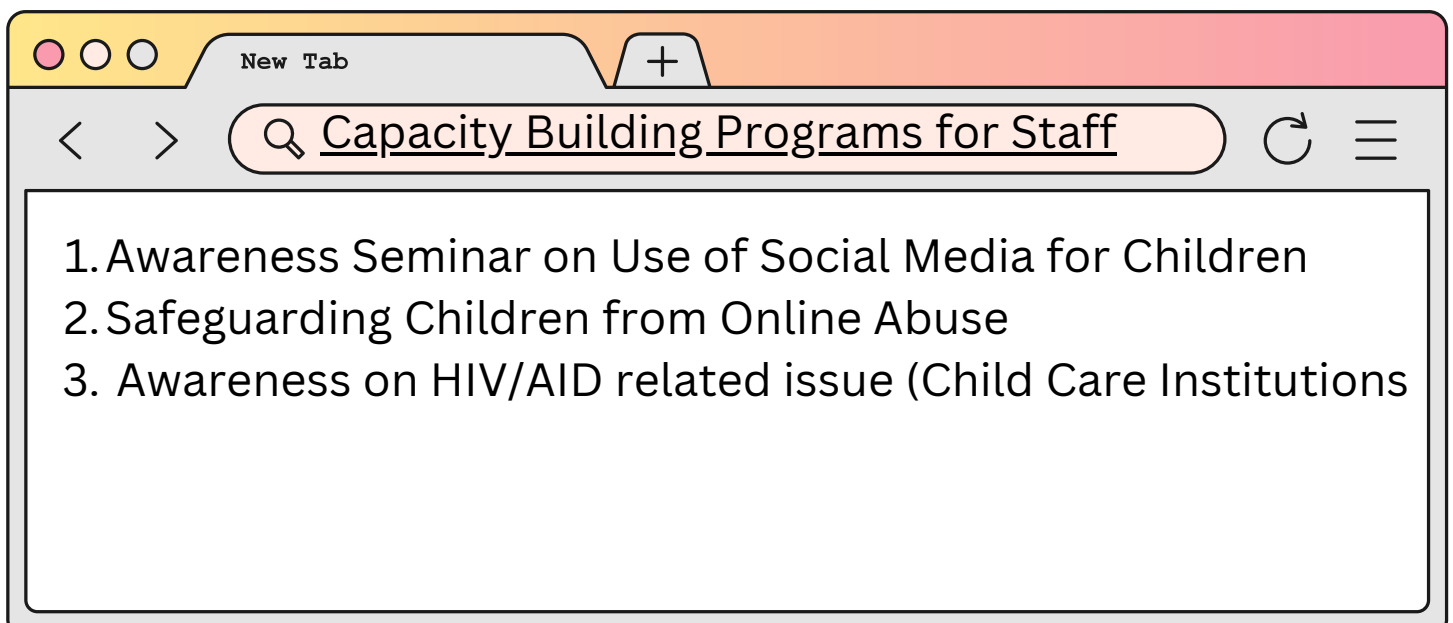 New Tab
Capacity Building Programs for Staff
1. Awareness Seminar on Use of Social Media for Children
2. Safeguarding Children from Online Abuse
3. Awareness on HIV/AID related issue (Child Care Institutions